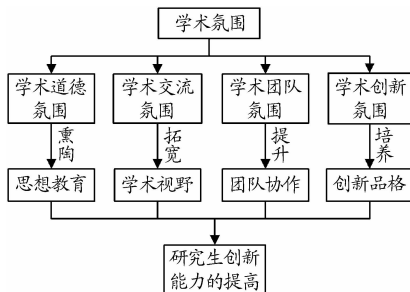 学术氛围
学术道德
氛围
学术交流
氛围
学术团队
氛围
学术创新
氛围
熏
陶
拓
宽
提
升
培
养
思想教育
学术视野
团队协作
创新品格
研究生创新
能力的提高